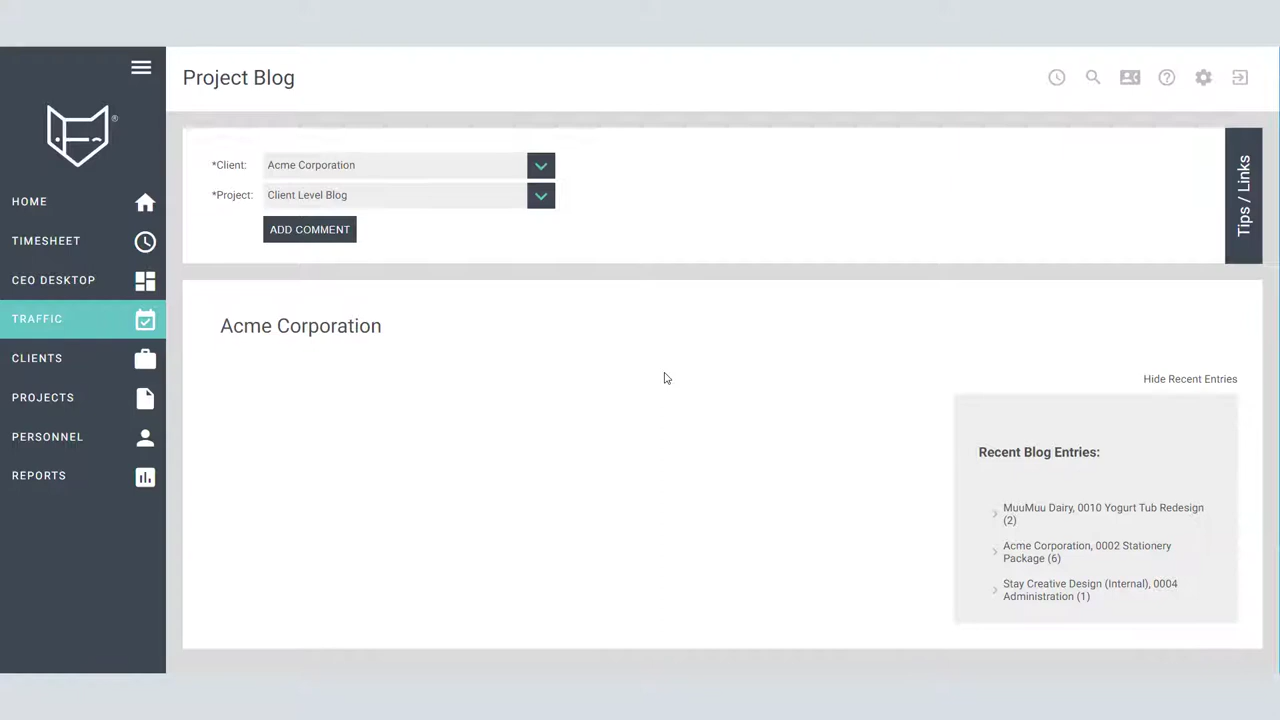 Project Blog
®
HOME
TIMESHEET
CEO DESKTOP
TRAFFIC
CLIENTS
PROJECTS
PERSONNEL
REPORTS
*Client: Acme Corporation
*Project: Client Level Blog
ADD COMMENT
Tips / Links
Acme Corporation
Hide Recent Entries
Recent Blog Entries:
MuuMuu Dairy, 0010 Yogurt Tub Redesign
(2)
Acme Corporation, 0002 Stationery
Package (6)
Stay Creative Design (Internal), 0004
Administration (1)